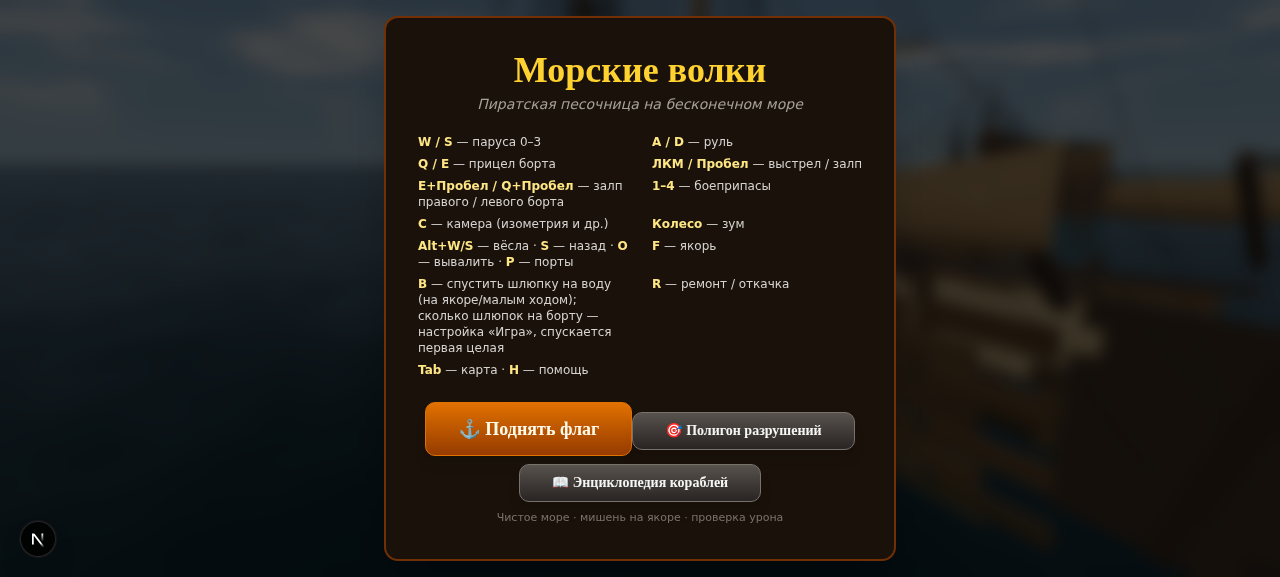 Морские волки
Пиратская песочница на бесконечном море
W / S — паруса 0–3
A / D — руль
Q / E — прицел борта
ЛКМ / Пробел — выстрел / залп
E+Пробел / Q+Пробел — залп
правого / левого борта
1–4 — боеприпасы
C — камера (изометрия и др.)
Колесо — зум
Alt+W/S — вёсла · S — назад · O
— вывалить · P — порты
F — якорь
B — спустить шлюпку на воду
(на якоре/малым ходом);
сколько шлюпок на борту —
настройка «Игра», спускается
первая целая
R — ремонт / откачка
Tab — карта · H — помощь
⚓ Поднять флаг
🎯 Полигон разрушений
📖 Энциклопедия кораблей
Чистое море · мишень на якоре · проверка урона
N